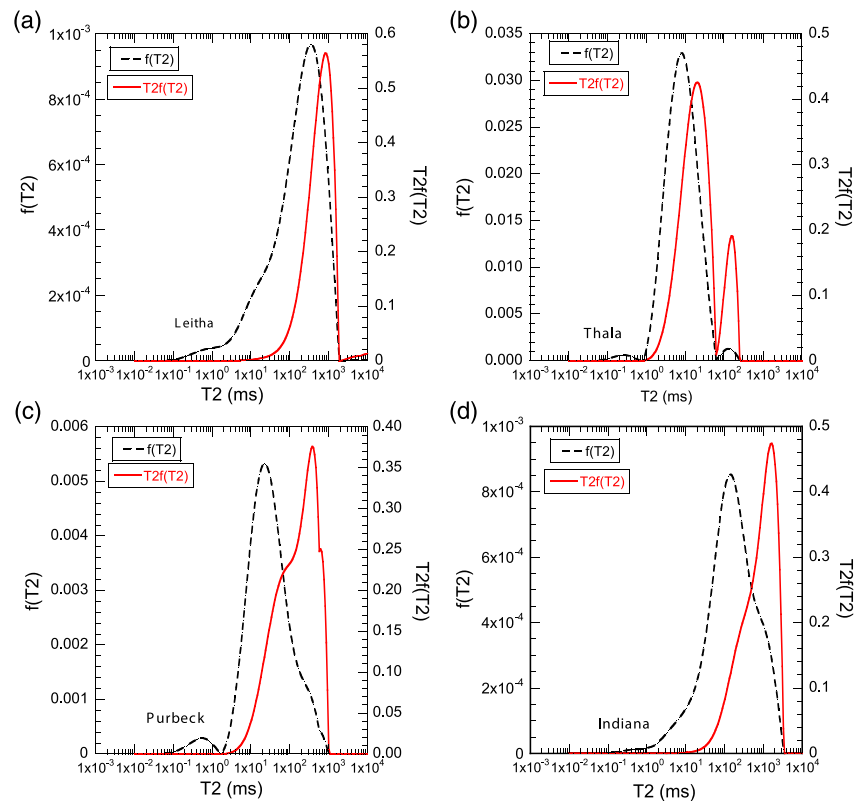 (a)
1x10⁻³
8x10⁻⁴
6x10⁻⁴
4x10⁻⁴
2x10⁻⁴
0
f(T2)
f(T2)
T2f(T2)
Leitha
0.6
0.5
0.4
0.3
0.2
0.1
0
T2f(T2)
1x10⁻³ 1x10⁻² 1x10⁻¹ 1x10⁰ 1x10¹ 1x10² 1x10³ 1x10⁴
T2 (ms)
(b)
0.035
0.030
0.025
0.020
0.015
0.010
0.005
0.000
f(T2)
f(T2)
T2f(T2)
Thala
0.5
0.4
0.3
0.2
0.1
0
T2f(T2)
1x10⁻³ 1x10⁻² 1x10⁻¹ 1x10⁰ 1x10¹ 1x10² 1x10³ 1x10⁴
T2 (ms)
(c)
0.006
0.005
0.004
0.003
0.002
0.001
0.000
f(T2)
f(T2)
T2f(T2)
Purbeck
0.40
0.35
0.30
0.25
0.20
0.15
0.10
0.05
0.00
T2f(T2)
1x10⁻³ 1x10⁻² 1x10⁻¹ 1x10⁰ 1x10¹ 1x10² 1x10³ 1x10⁴
T2 (ms)
(d)
1x10⁻³
8x10⁻⁴
6x10⁻⁴
4x10⁻⁴
2x10⁻⁴
0
f(T2)
f(T2)
T2f(T2)
Indiana
0.5
0.4
0.3
0.2
0.1
0
T2f(T2)
1x10⁻³ 1x10⁻² 1x10⁻¹ 1x10⁰ 1x10¹ 1x10² 1x10³ 1x10⁴
T2 (ms)